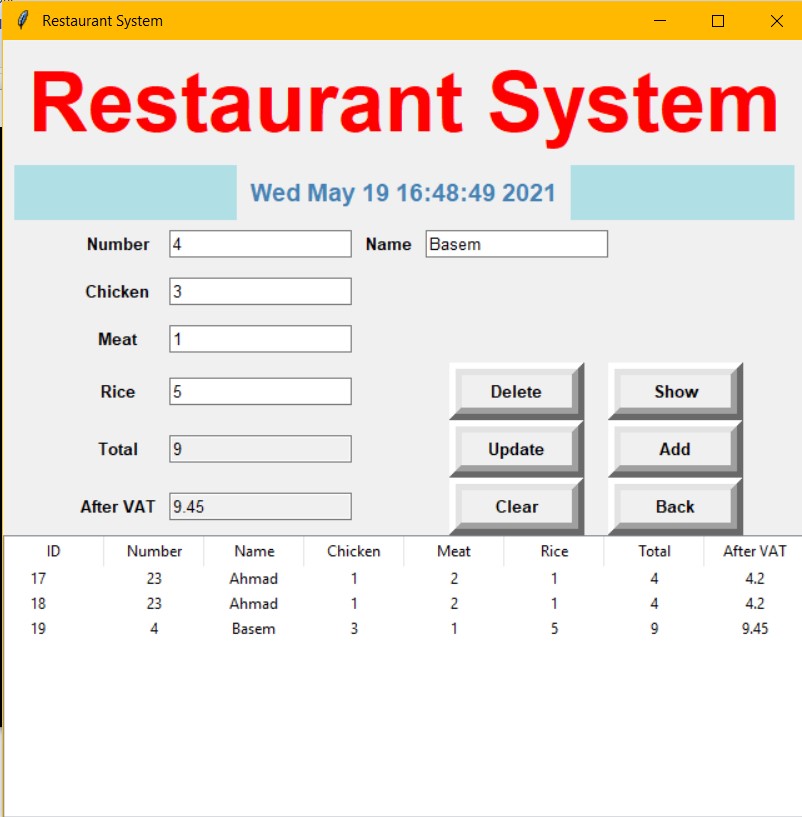 Restaurant System
Restaurant System
Wed May 19 16:48:49 2021
Number 4 Name Basem
Chicken 3
Meat 1
Rice 5 Delete Show
Total 9 Update Add
After VAT 9.45 Clear Back
ID Number Name Chicken Meat Rice Total After VAT
17 23 Ahmad 1 2 1 4 4.2
18 23 Ahmad 1 2 1 4 4.2
19 4 Basem 3 1 5 9 9.45